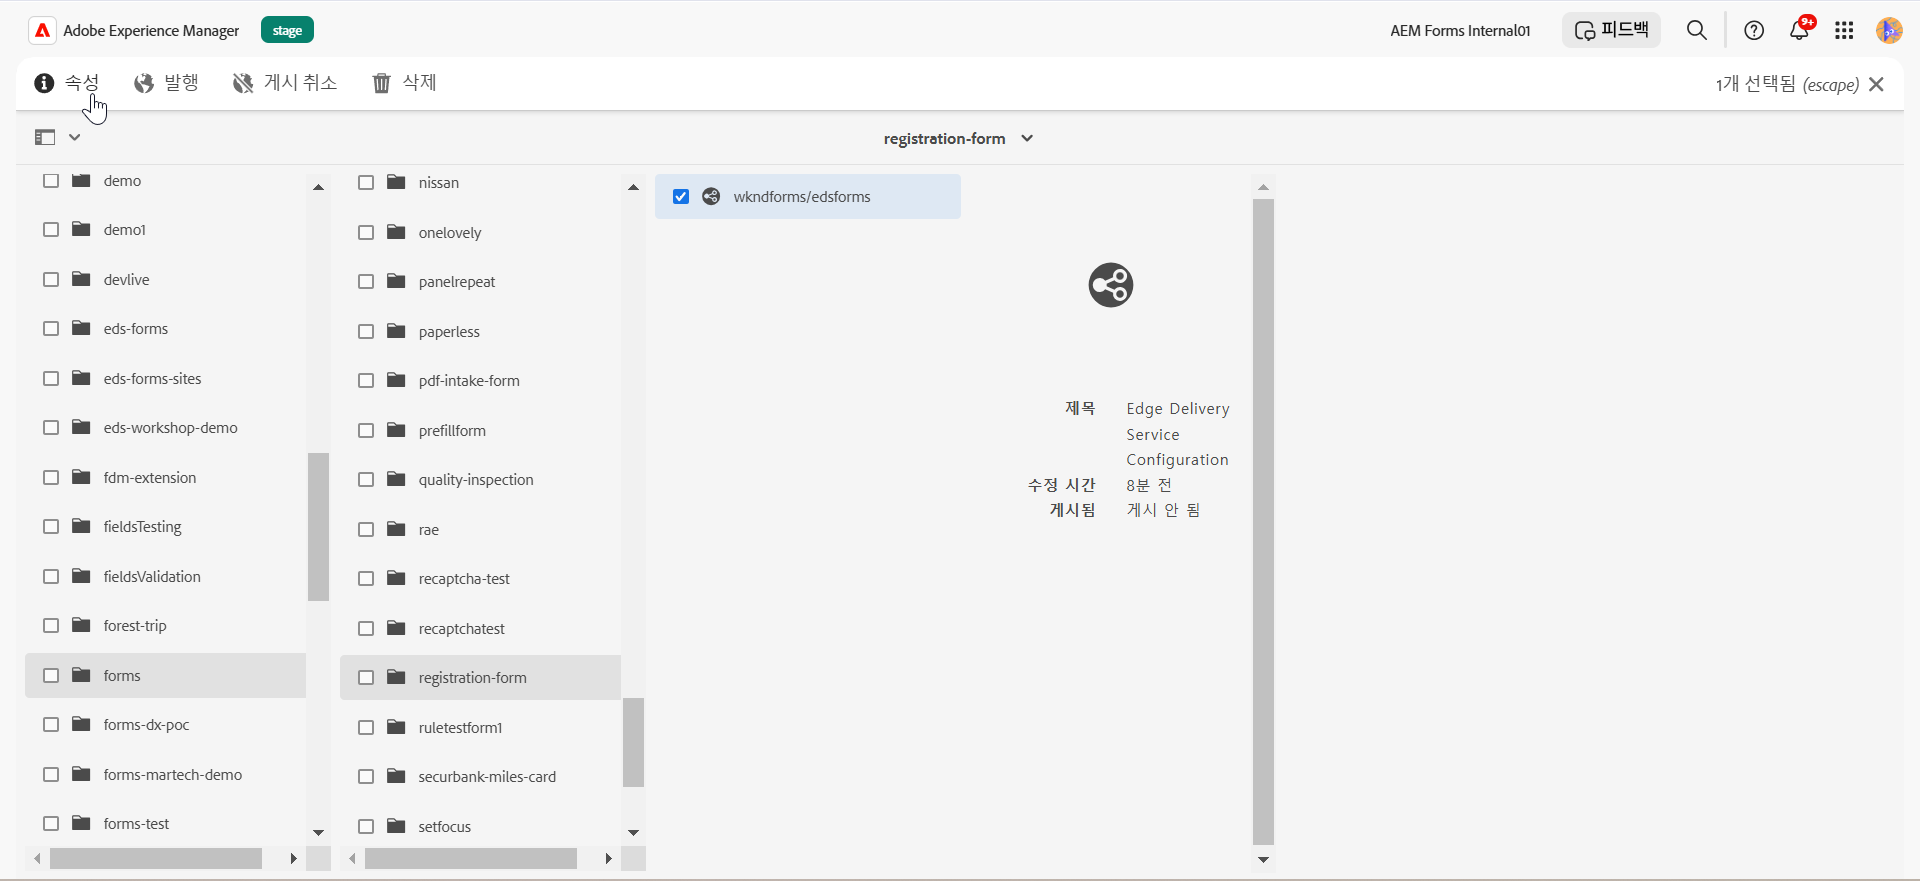 Adobe Experience Manager stage AEM Forms Internal01 피드백 9+
속성 발행 게시 취소 삭제 1개 선택됨 (escape)
registration-form
demo
demo1
devlive
eds-forms
eds-forms-sites
eds-workshop-demo
fdm-extension
fieldsTesting
fieldsValidation
forest-trip
forms
forms-dx-poc
forms-martech-demo
forms-test
nissan
onelovely
panelrepeat
paperless
pdf-intake-form
prefillform
quality-inspection
rae
recaptcha-test
recaptchatest
registration-form
ruletestform1
securbank-miles-card
setfocus
wkndforms/edsforms
제목 Edge Delivery
Service
Configuration
수정 시간 8분 전
게시됨 게시 안 됨